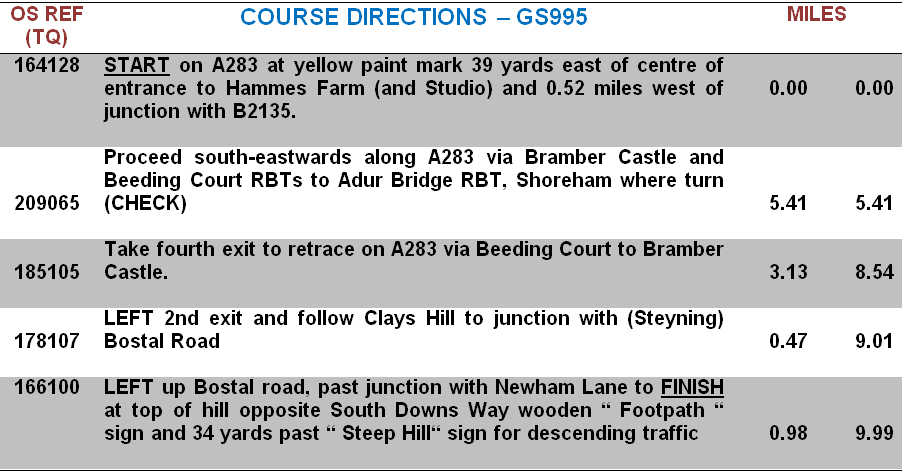 OS REF COURSE DIRECTIONS – GS995 MILES
(TQ)
164128 START on A283 at yellow paint mark 39 yards east of centre of
entrance to Hammes Farm (and Studio) and 0.52 miles west of 0.00 0.00
junction with B2135.
Proceed south-eastwards along A283 via Bramber Castle and
Beeding Court RBTs to Adur Bridge RBT, Shoreham where turn
209065 (CHECK) 5.41 5.41
Take fourth exit to retrace on A283 via Beeding Court to Bramber
185105 Castle. 3.13 8.54
LEFT 2nd exit and follow Clays Hill to junction with (Steyning)
178107 Bostal Road 0.47 9.01
166100 LEFT up Bostal road, past junction with Newham Lane to FINISH
at top of hill opposite South Downs Way wooden “ Footpath “
sign and 34 yards past “ Steep Hill“ sign for descending traffic 0.98 9.99